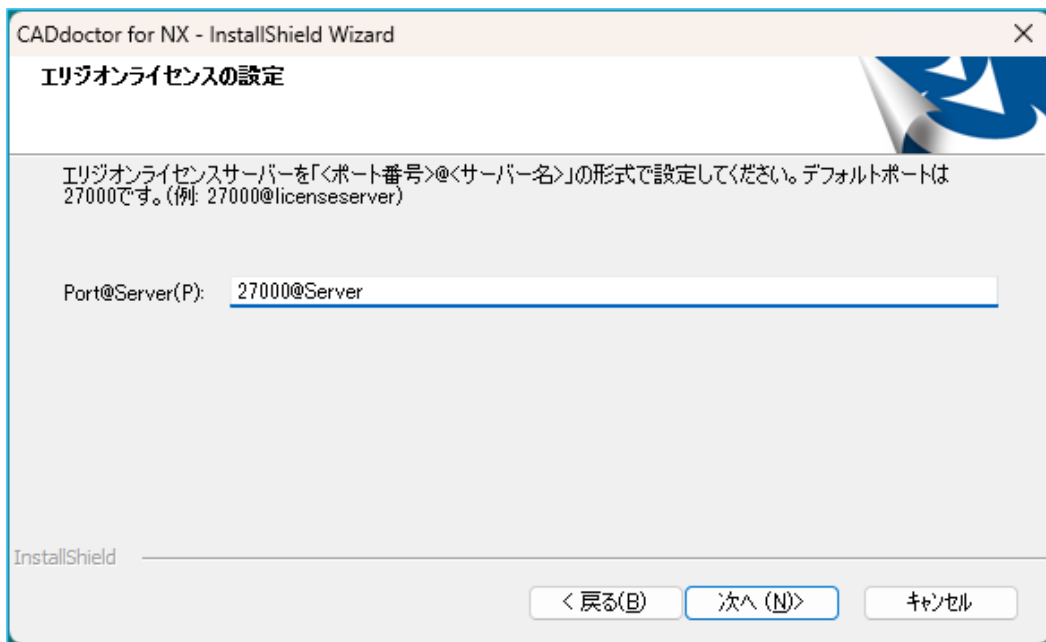 CADdoctor for NX - InstallShield Wizard
エリジオンライセンスの設定
エリジオンライセンスサーバーを「<ポート番号>@<サーバー名>」の形式で設定してください。デフォルトポートは
27000です。(例: 27000@licenseserver)
Port@Server(P): 27000@Server
InstallShield
< 戻る(B) 次へ (N)> キャンセル